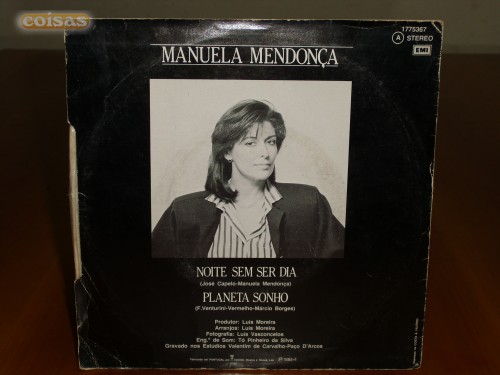 coisas
1775367
A STEREO
EMI
MANUELA MENDONÇA
NOITE SEM SER DIA
(José Capelo-Manuela Mendonça)
PLANETA SONHO
(F.Venturini-Vermelho-Márcio Borges)
Produtor: Luis Moreira
Arranjos: Luis Moreira
Fotografia: Luis Vasconcelos
Eng.º de Som: Tó Pinheiro da Silva
Gravado nos Estúdios Valentim de Carvalho-Paço D'Arcos